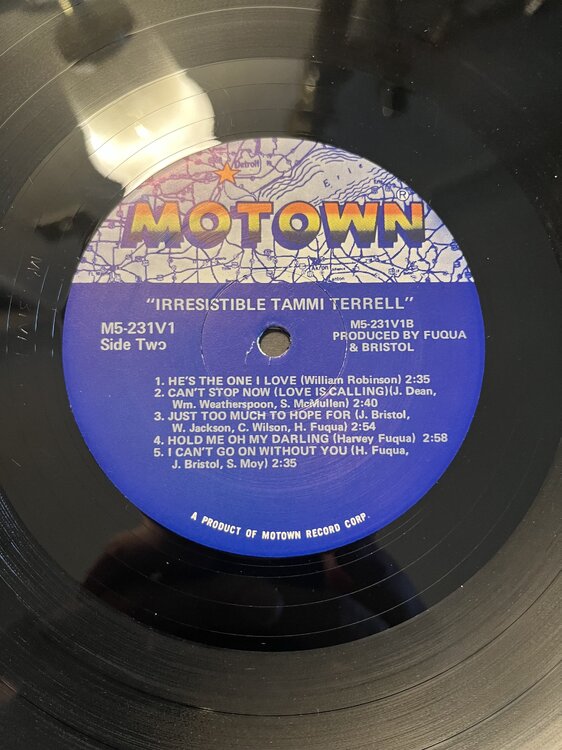 Detroit
Erie
MOTOWN®
Akron
"IRRESISTIBLE TAMMI TERRELL"
M5-231V1
Side Two
M5-231V1B
PRODUCED BY FUQUA
& BRISTOL
1. HE'S THE ONE I LOVE (William Robinson) 2:35
2. CAN'T STOP NOW (LOVE IS CALLING)(J. Dean,
Wm. Weatherspoon, S. McMullen) 2:40
3. JUST TOO MUCH TO HOPE FOR (J. Bristol,
W. Jackson, C. Wilson, H. Fuqua) 2:54
4. HOLD ME OH MY DARLING (Harvey Fuqua) 2:58
5. I CAN'T GO ON WITHOUT YOU (H. Fuqua,
J. Bristol, S. Moy) 2:35
A PRODUCT OF MOTOWN RECORD CORP.